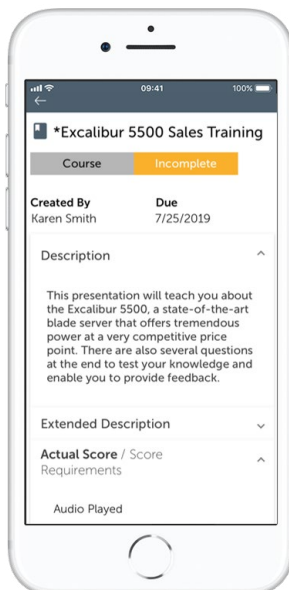 09:41 100%
*Excalibur 5500 Sales Training
Course Incomplete
Created By Due
Karen Smith 7/25/2019
Description
This presentation will teach you about
the Excalibur 5500, a state-of-the-art
blade server that offers tremendous
power at a very competitive price
point. There are also several questions
at the end to test your knowledge and
enable you to provide feedback.
Extended Description
Actual Score / Score
Requirements
Audio Played